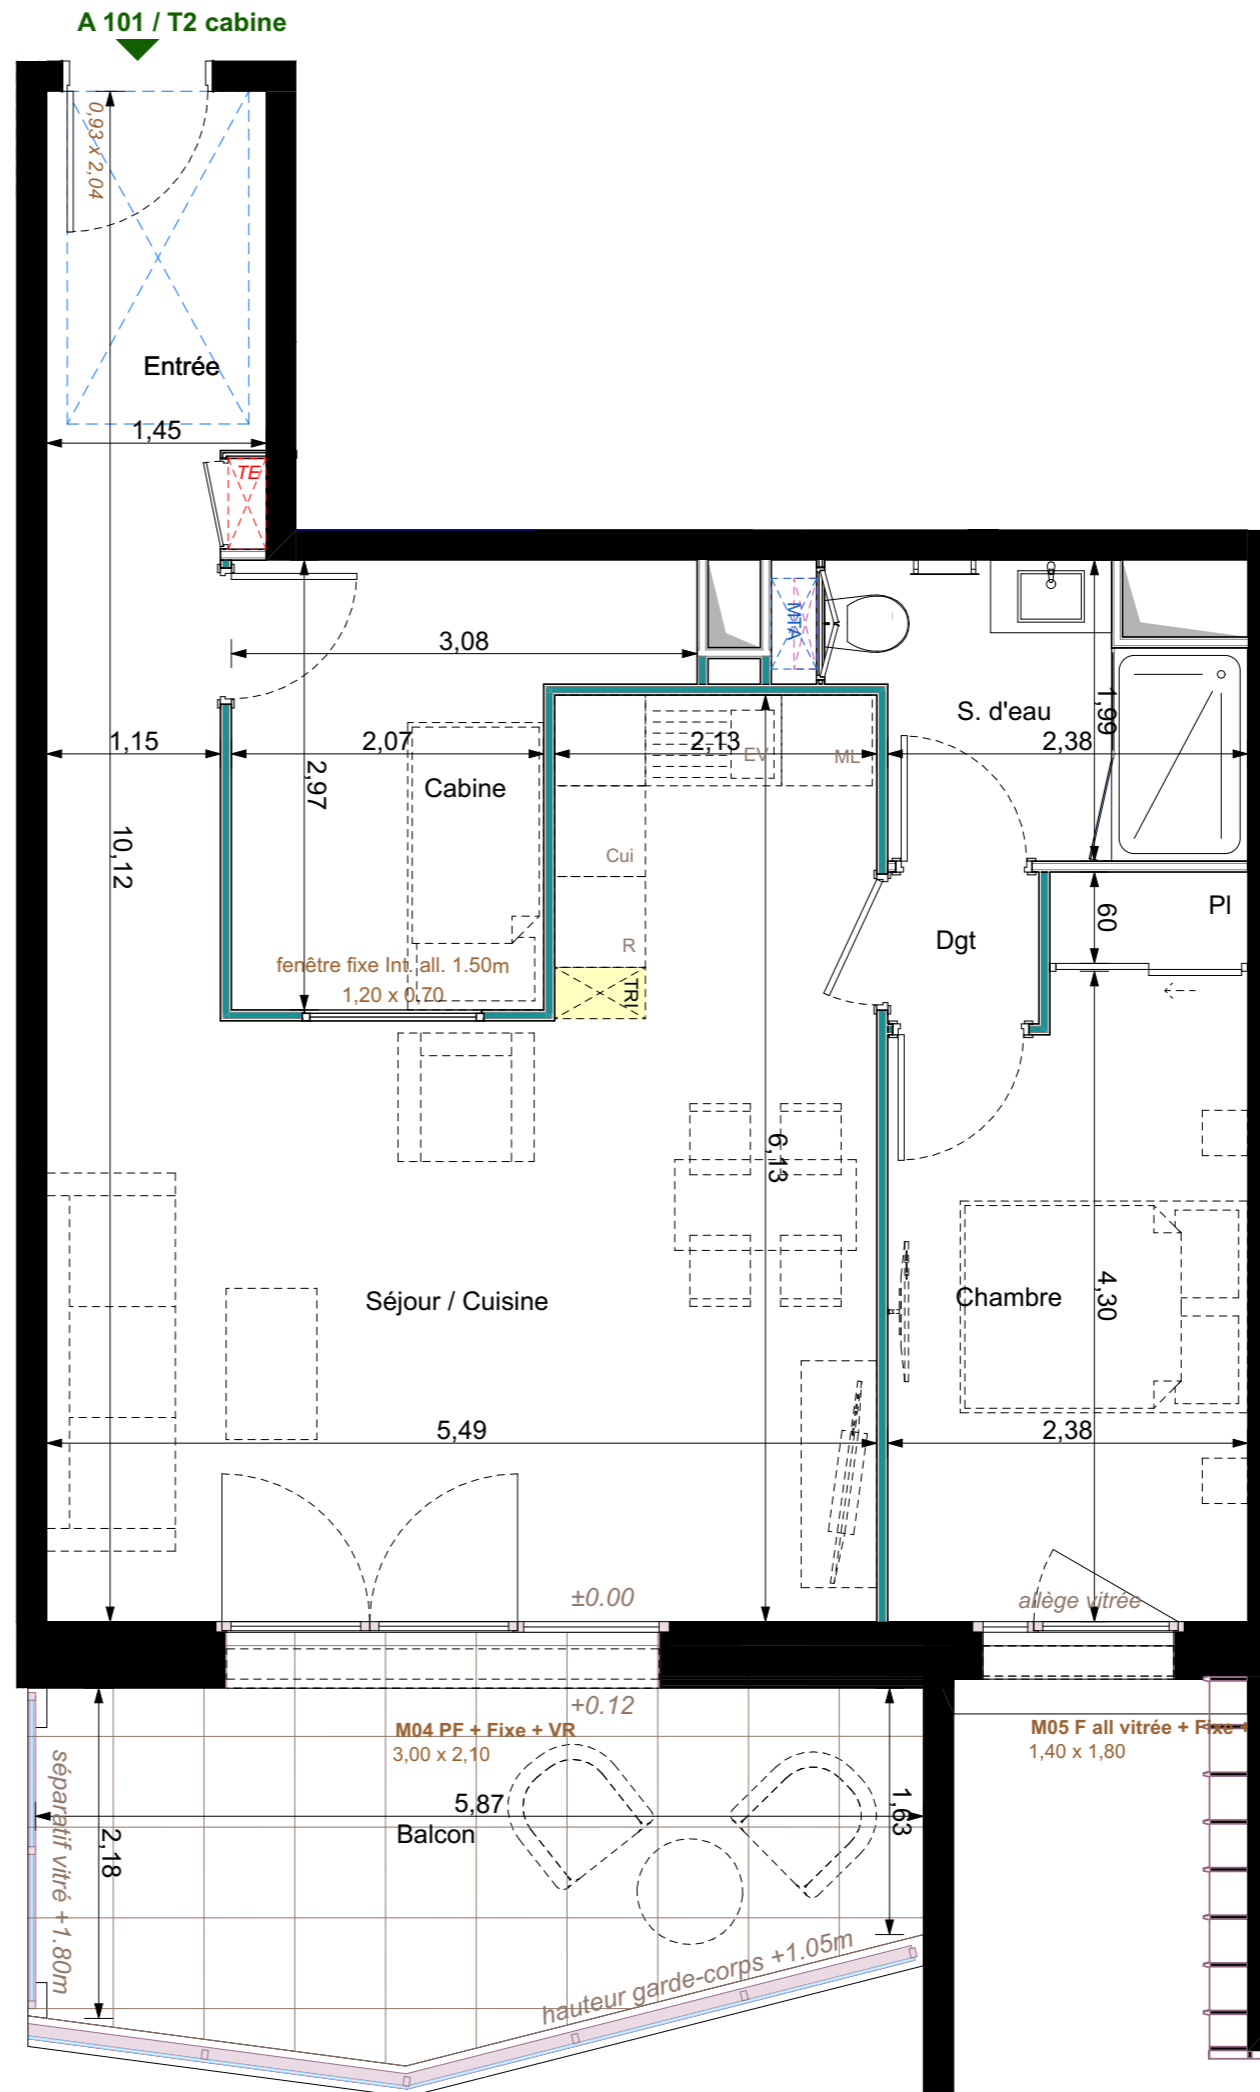 A 101 / T2 cabine
0,93 x 2,04
Entrée
1,45
TE
3,08
MTA
S. d'eau
1,99
1,15
2,07
2,13
2,38
EV
ML
Cabine
2,97
10,12
Cui
60
Pl
R
Dgt
fenêtre fixe Int. all. 1.50m
1,20 x 0,70
TRI
6,13
Séjour / Cuisine
Chambre
4,30
5,49
2,38
±0.00
allège vitrée
+0.12
M04 PF + Fixe + VR
3,00 x 2,10
M05 F all vitrée + Fixe +
1,40 x 1,80
5,87
1,63
Balcon
2,18
séparatif vitré +1.80m
hauteur garde-corps +1.05m